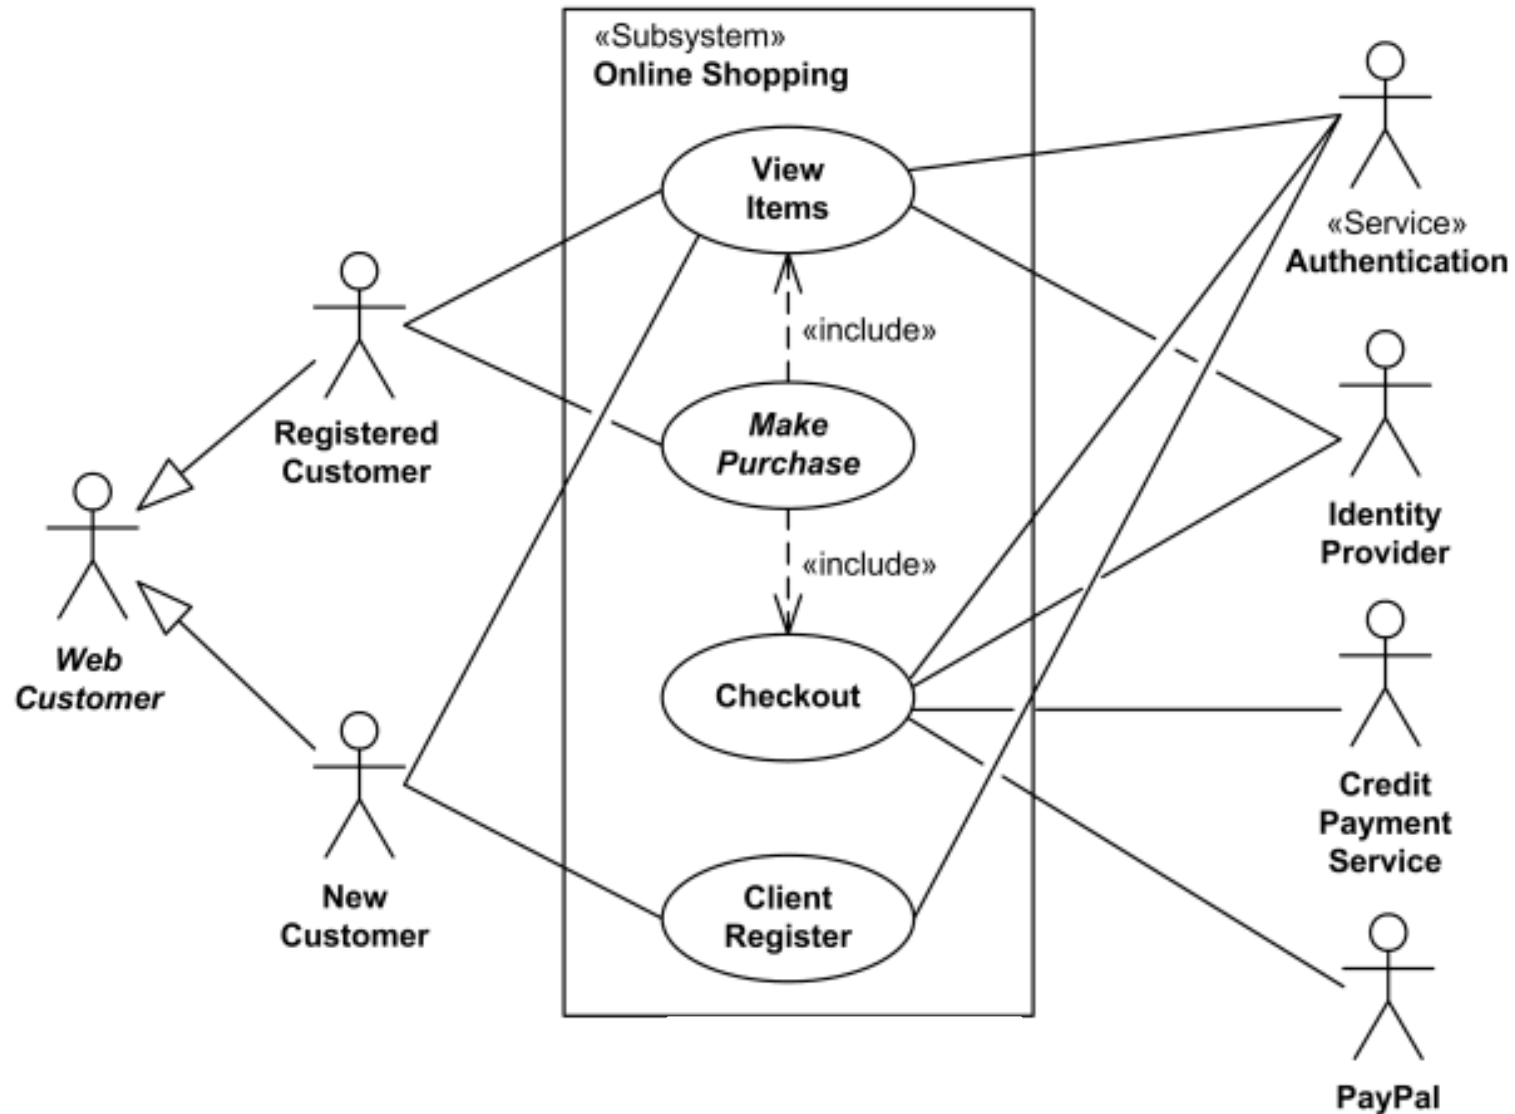 «Subsystem»
Online Shopping
View
Items
«Service»
Authentication
«include»
Registered
Customer
Make
Purchase
Identity
Provider
«include»
Web
Customer
Checkout
Credit
Payment
Service
New
Customer
Client
Register
PayPal